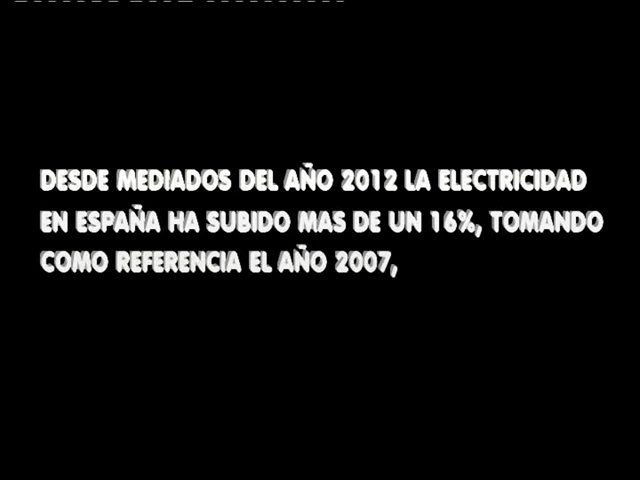 DESDE MEDIADOS DEL AÑO 2012 LA ELECTRICIDAD
EN ESPAÑA HA SUBIDO MAS DE UN 16%, TOMANDO
COMO REFERENCIA EL AÑO 2007,